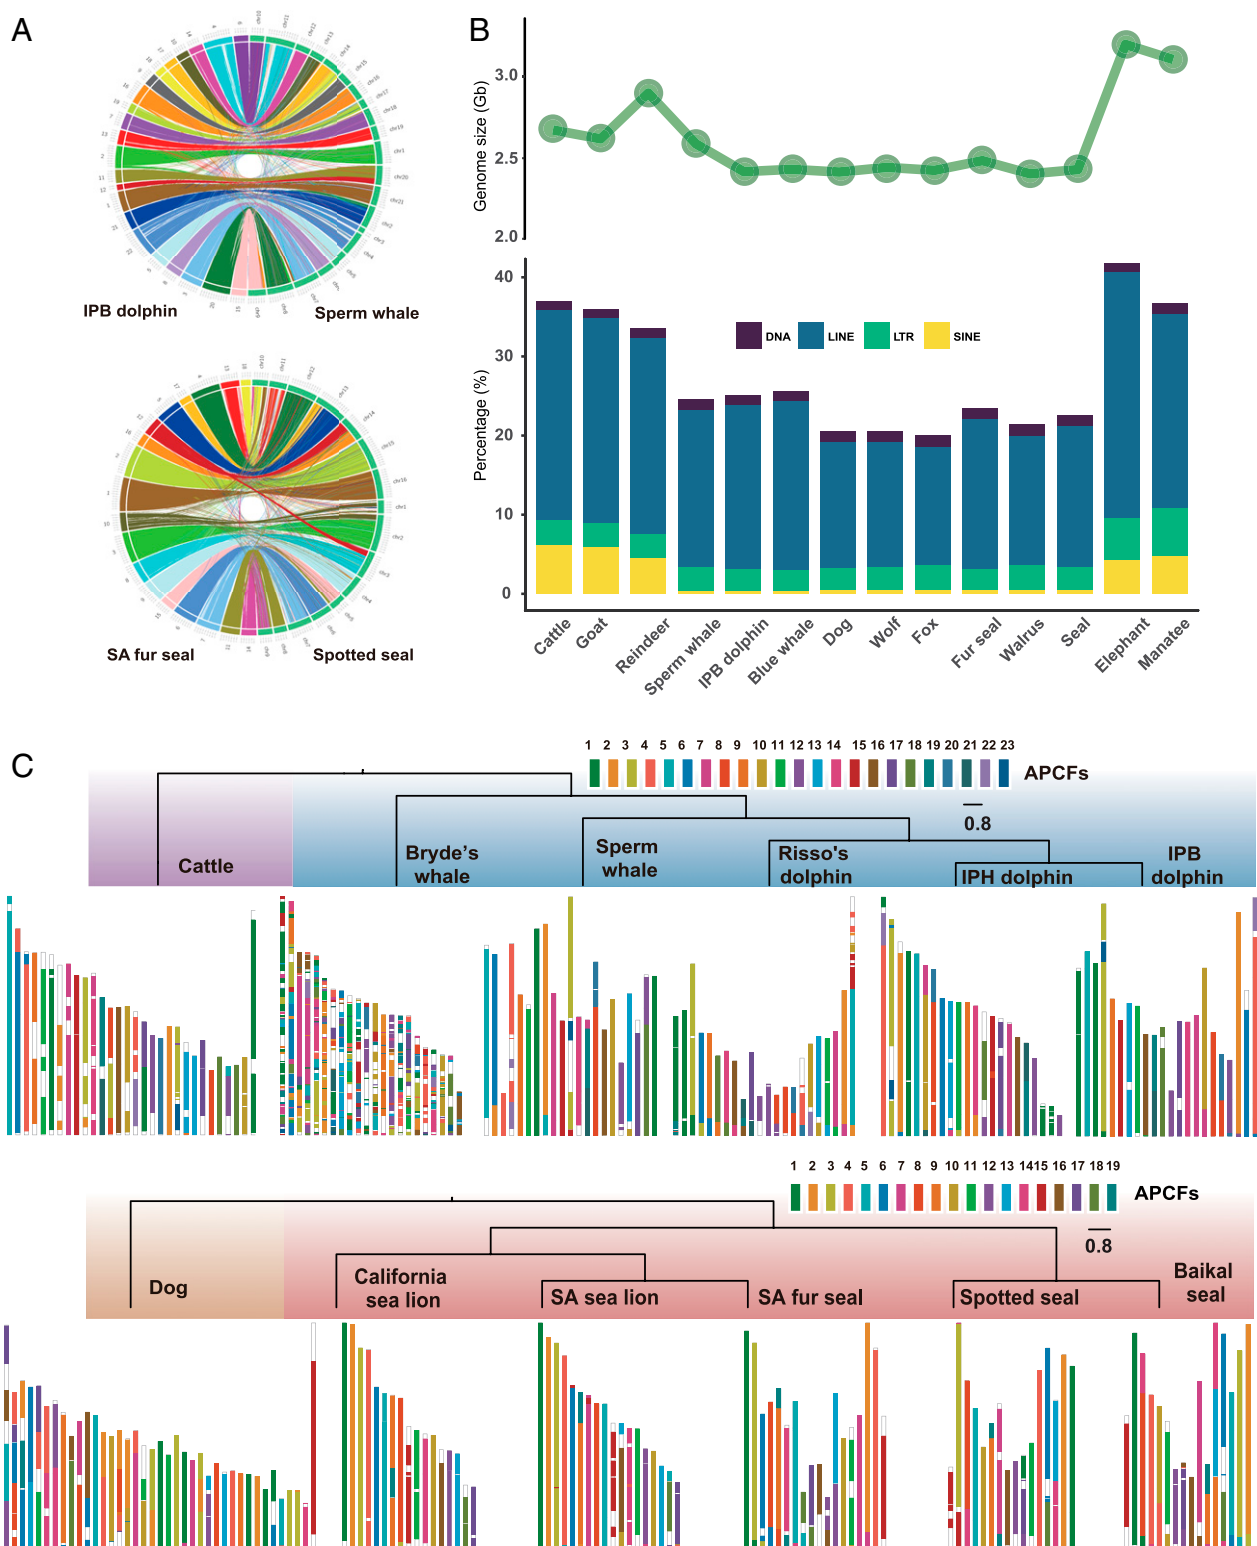 A
B
IPB dolphin
Sperm whale
SA fur seal
Spotted seal
Genome size (Gb)
3.0
2.5
2.0
Percentage (%)
40
30
20
10
0
DNA LINE LTR SINE
Cattle
Goat
Reindeer
Sperm whale
IPB dolphin
Blue whale
Dog
Wolf
Fox
Fur seal
Walrus
Seal
Elephant
Manatee
C
1 2 3 4 5 6 7 8 9 10 11 12 13 14 15 16 17 18 19 20 21 22 23
APCFs
0.8
Cattle
Bryde's
whale
Sperm
whale
Risso's
dolphin
IPH dolphin
IPB
dolphin
1 2 3 4 5 6 7 8 9 10 11 12 13 1415 16 17 18 19
APCFs
0.8
Dog
California
sea lion
SA sea lion
SA fur seal
Spotted seal
Baikal
seal